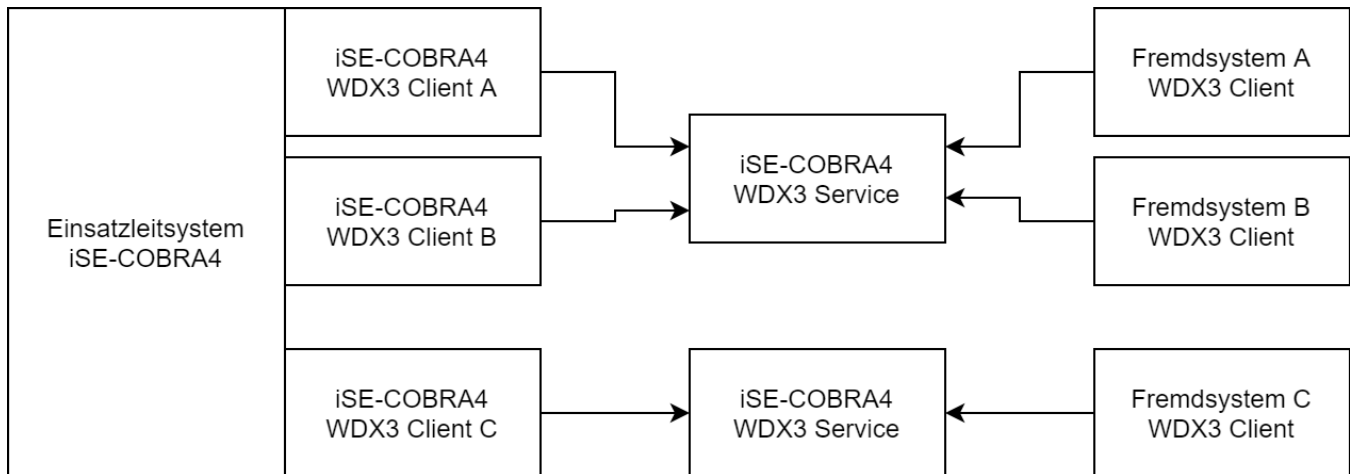 Einsatzleitsystem
iSE-COBRA4
iSE-COBRA4
WDX3 Client A
iSE-COBRA4
WDX3 Client B
iSE-COBRA4
WDX3 Client C
iSE-COBRA4
WDX3 Service
iSE-COBRA4
WDX3 Service
Fremdsystem A
WDX3 Client
Fremdsystem B
WDX3 Client
Fremdsystem C
WDX3 Client